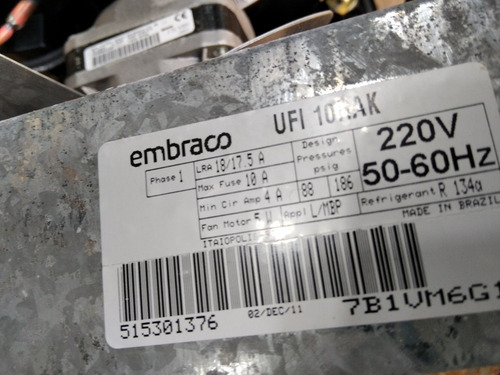 embraco
UFI 10HAK
Phase 1
LRA 18/17.5 A
Max Fuse 10 A
Min Cir Amp 4 A
Fan Motor 5 W
Design
Pressures
psig
88 186
Appl L/MBP
220V
50-60Hz
Refrigerant R 134a
MADE IN BRAZIL
515301376
02/DEC/11
7B1VM6G1